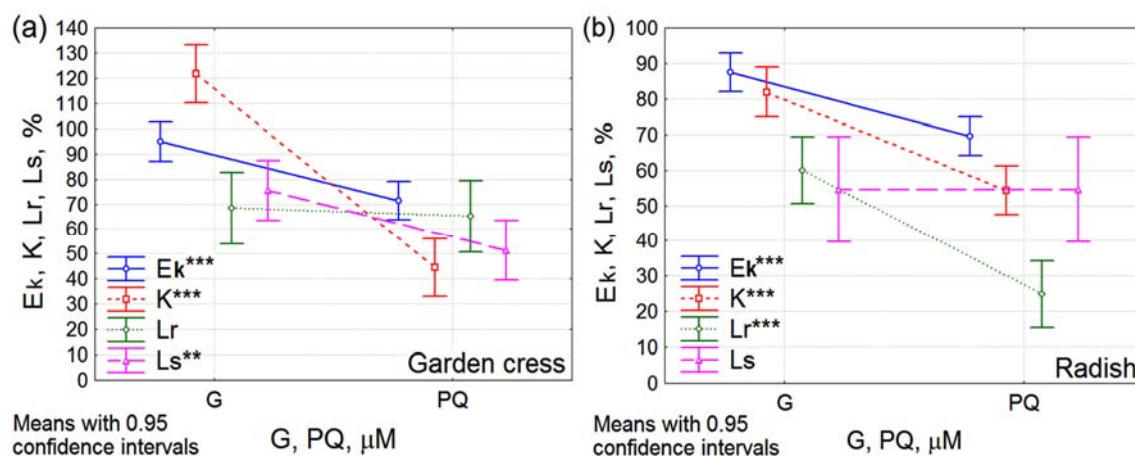 (a)
Ek, K, Lr, Ls, %
140
130
120
110
100
90
80
70
60
50
40
30
20
10
0
Ek***
K***
Lr
Ls**
Garden cress
G
PQ
Means with 0.95
confidence intervals
G, PQ, μM
(b)
Ek, K, Lr, Ls, %
100
90
80
70
60
50
40
30
20
10
0
Ek***
K***
Lr***
Ls
Radish
G
PQ
Means with 0.95
confidence intervals
G, PQ, μM